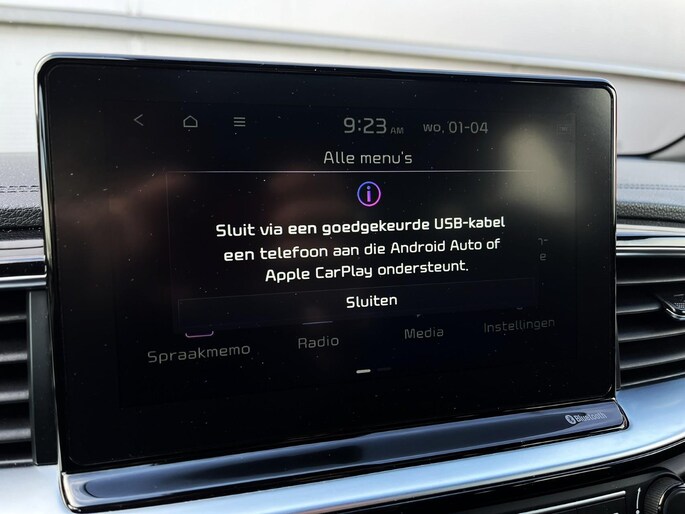 9:23 AM wo, 01-04
Alle menu's
Sluit via een goedgekeurde USB-kabel
een telefoon aan die Android Auto of
Apple CarPlay ondersteunt.
Sluiten
Spraakmemo Radio Media Instellingen
Bluetooth